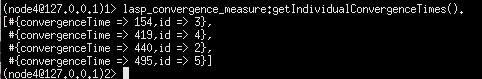 (node4@127.0.0.1)1> lasp_convergence_measure:getIndividualConvergenceTimes().
[#{convergenceTime => 154,id => 3},
#{convergenceTime => 419,id => 4},
#{convergenceTime => 440,id => 2},
#{convergenceTime => 495,id => 5}]
(node4@127.0.0.1)2>